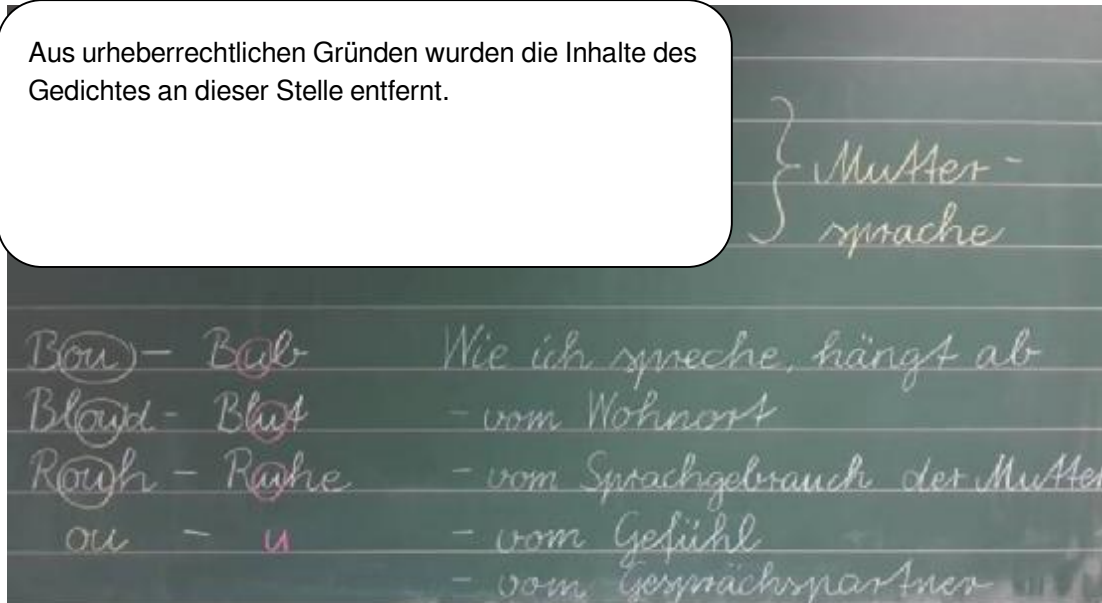 Aus urheberrechtlichen Gründen wurden die Inhalte des
Gedichtes an dieser Stelle entfernt.
} Mutter-
sprache
Bou - Bub
Bloud - Blut
Rouh - Ruhe
ou - u
Wie ich spreche, hängt ab
- vom Wohnort
- vom Sprachgebrauch der Mutter
- vom Gefühl
- vom Gesprächspartner